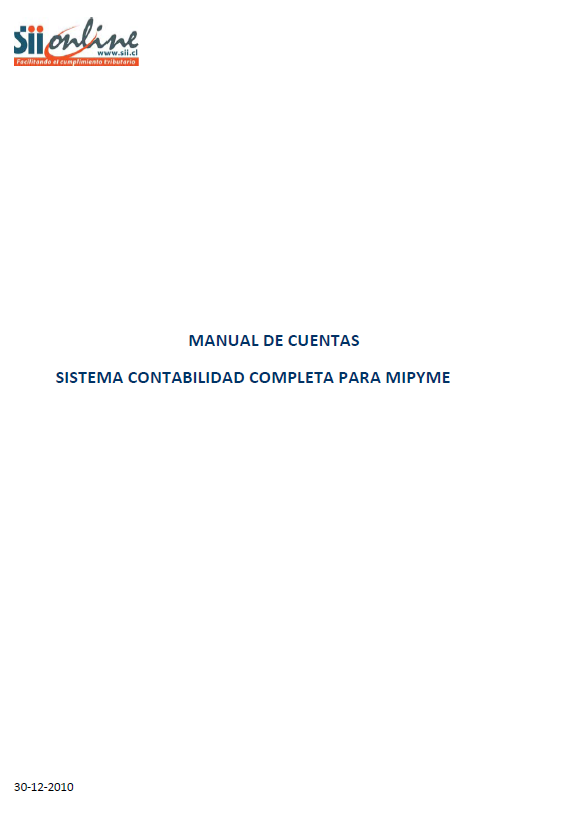 Sii online
www.sii.cl
Facilitando el cumplimiento tributario
MANUAL DE CUENTAS
SISTEMA CONTABILIDAD COMPLETA PARA MIPYME
30-12-2010